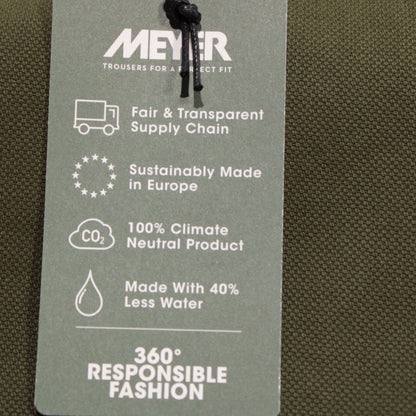 MEYER
TROUSERS FOR A PERFECT FIT
Fair & Transparent
Supply Chain
Sustainably Made
in Europe
CO2
100% Climate
Neutral Product
Made With 40%
Less Water
360°
RESPONSIBLE
FASHION